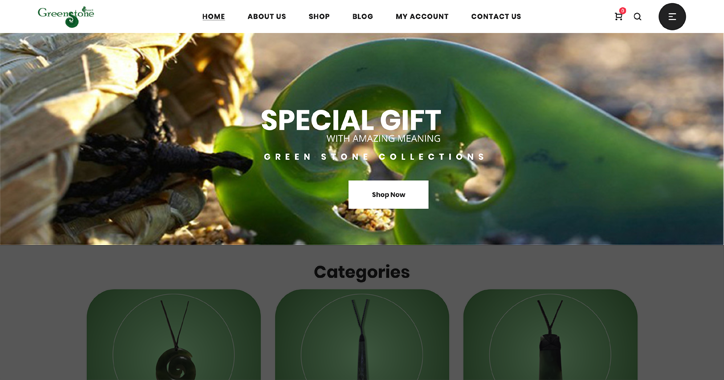 Greenstone
HOME ABOUT US SHOP BLOG MY ACCOUNT CONTACT US
0
SPECIAL GIFT
WITH AMAZING MEANING
GREEN STONE COLLECTIONS
Shop Now
Categories